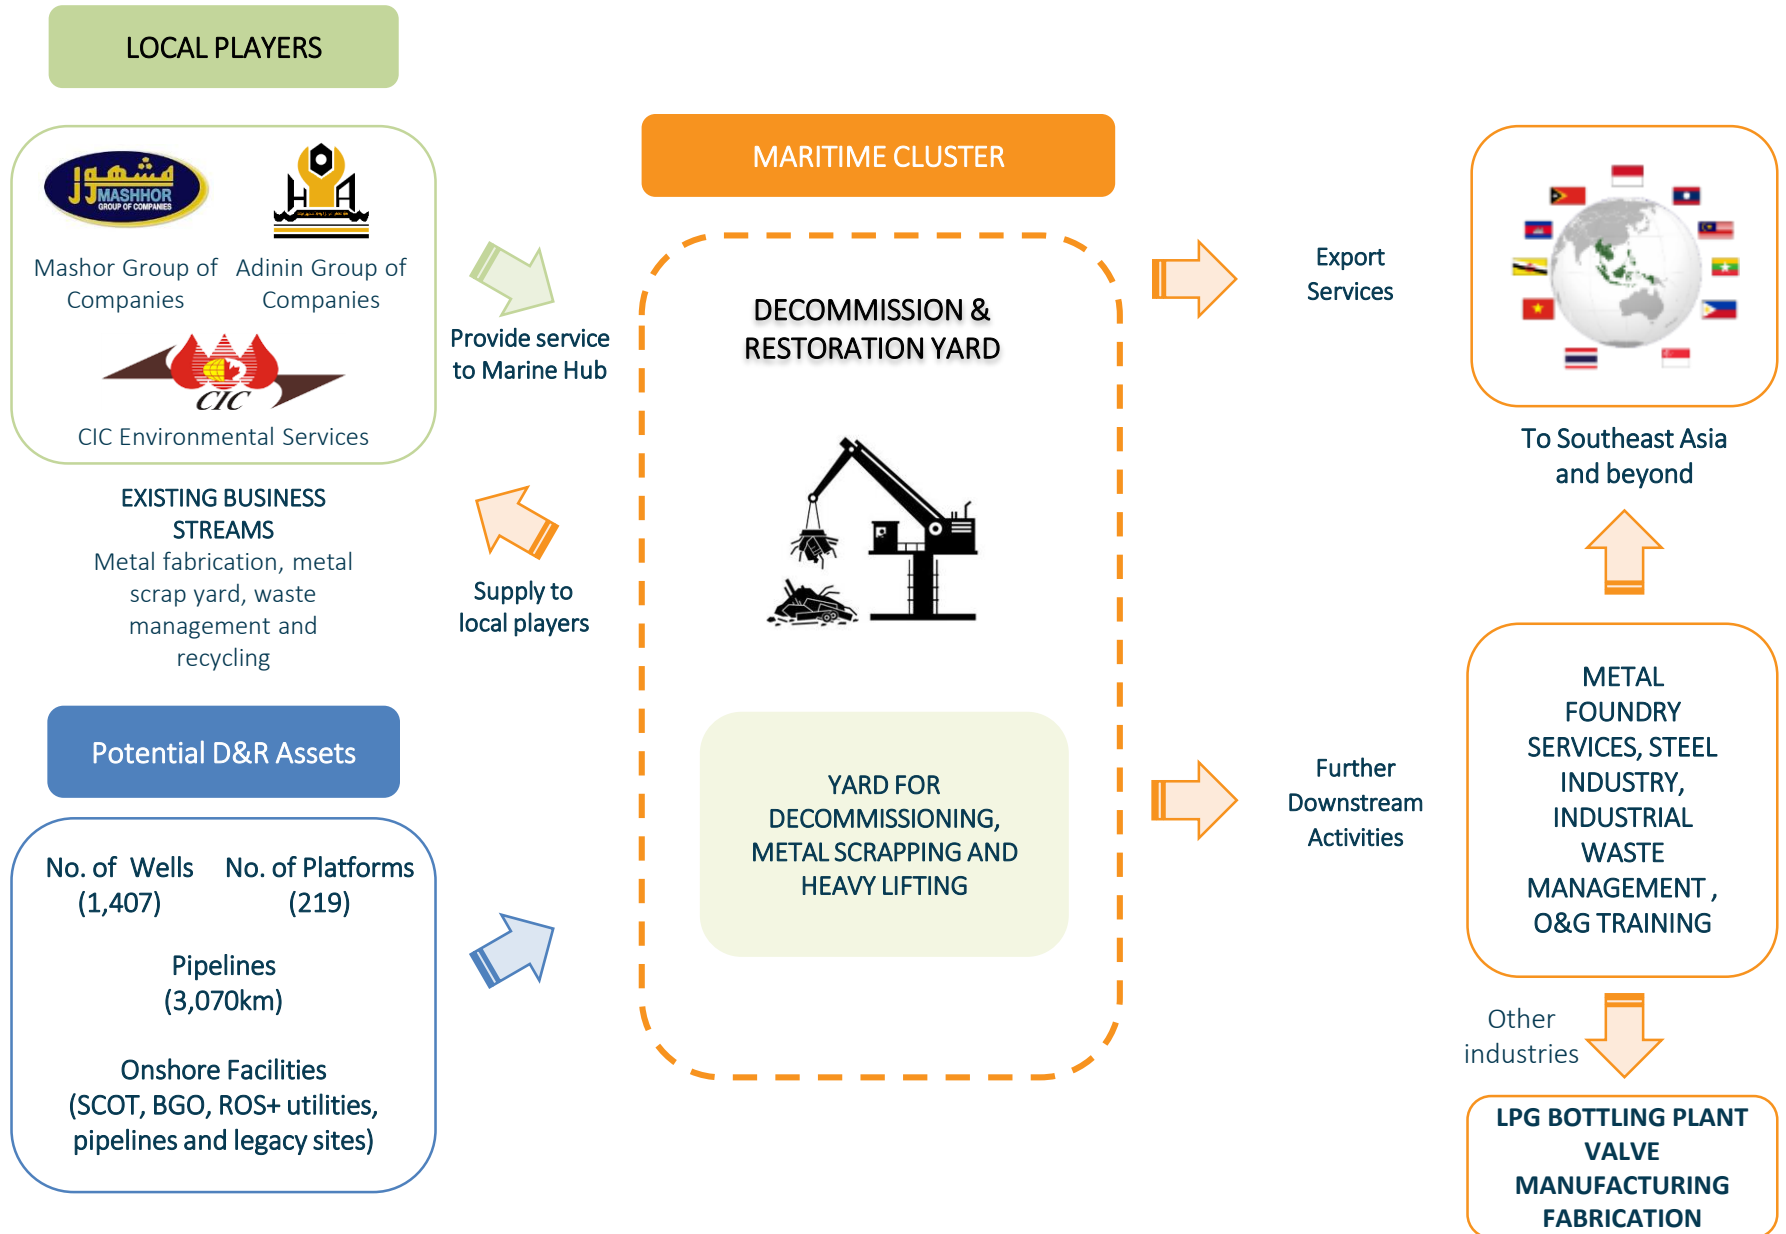 LOCAL PLAYERS
مشهور
MASHHOR
GROUP OF COMPANIES
H A
Mashor Group of
Companies
Adinin Group of
Companies
CIC
CIC Environmental Services
EXISTING BUSINESS
STREAMS
Metal fabrication, metal
scrap yard, waste
management and
recycling
Provide service
to Marine Hub
Supply to
local players
Potential D&R Assets
No. of Wells
(1,407)
No. of Platforms
(219)
Pipelines
(3,070km)
Onshore Facilities
(SCOT, BGO, ROS+ utilities,
pipelines and legacy sites)
MARITIME CLUSTER
DECOMMISSION &
RESTORATION YARD
YARD FOR
DECOMMISSIONING,
METAL SCRAPPING AND
HEAVY LIFTING
Export
Services
To Southeast Asia
and beyond
Further
Downstream
Activities
METAL
FOUNDRY
SERVICES, STEEL
INDUSTRY,
INDUSTRIAL
WASTE
MANAGEMENT ,
O&G TRAINING
Other
industries
LPG BOTTLING PLANT
VALVE
MANUFACTURING
FABRICATION